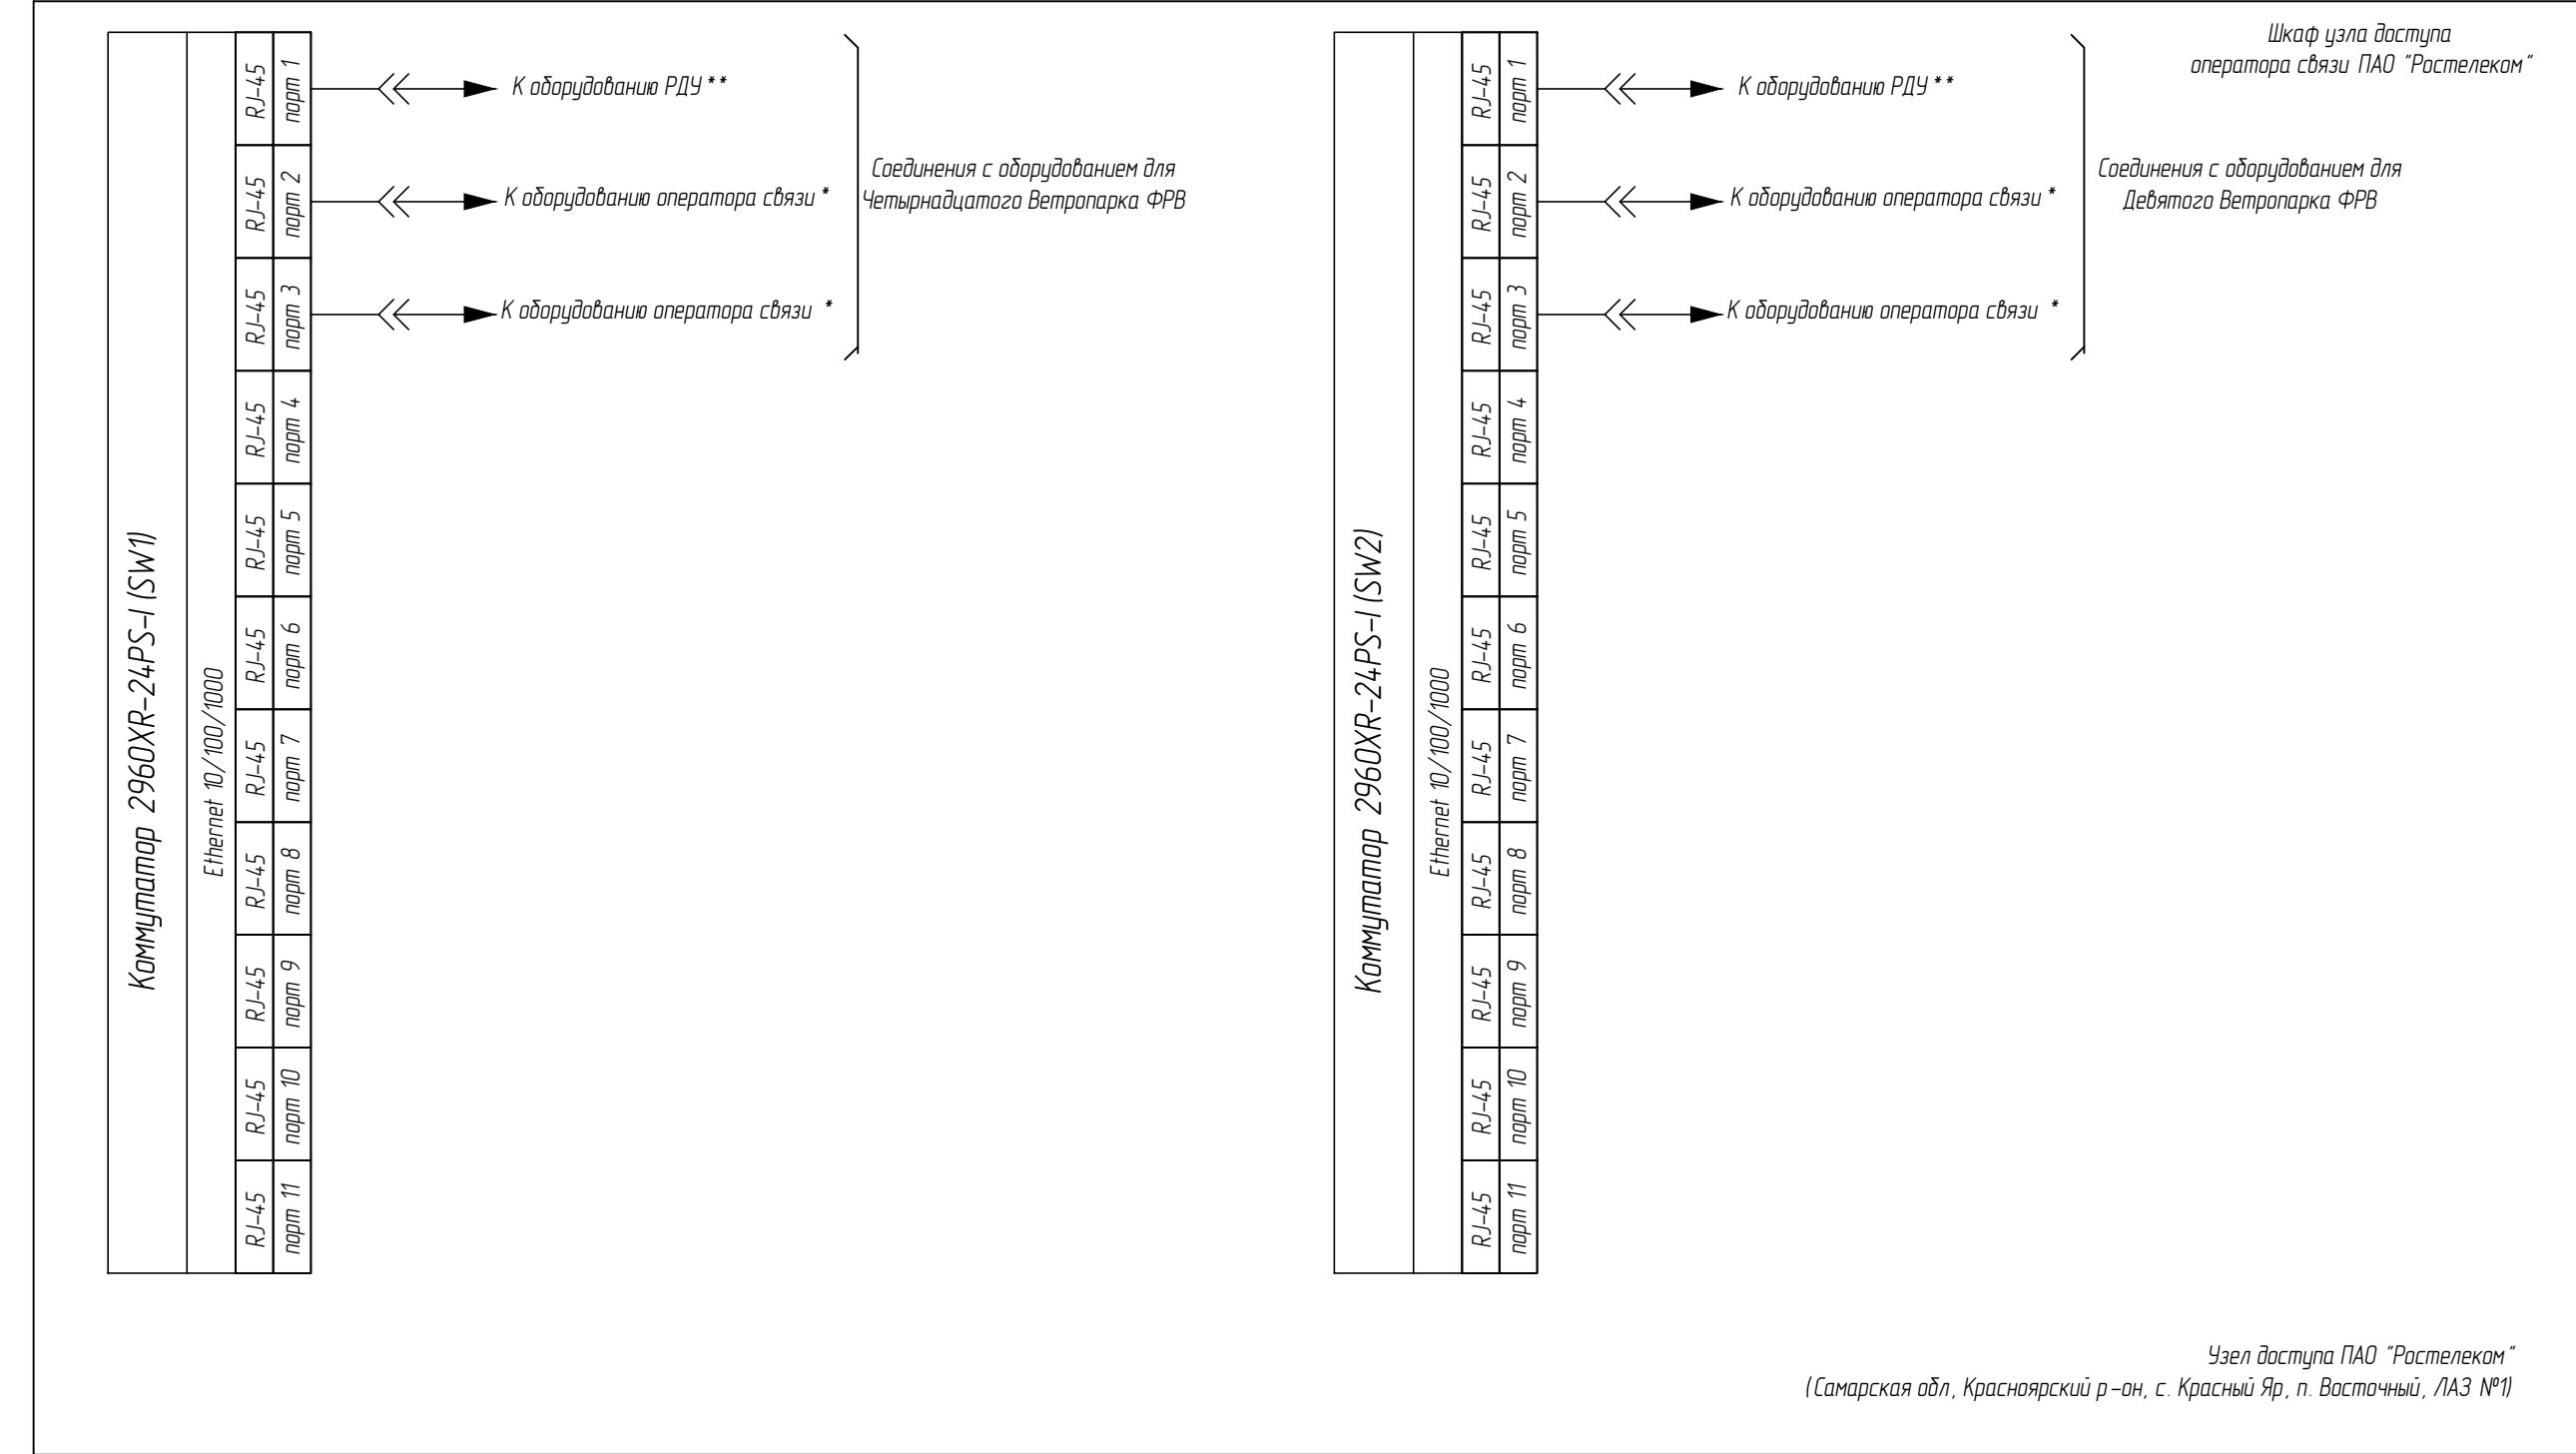 Шкаф узла доступа
оператора связи ПАО "Ростелеком"
Коммутатор 2960XR-24PS-I (SW1)
Ethernet 10/100/1000
RJ-45 порт 1
К оборудованию РДУ **
RJ-45 порт 2
К оборудованию оператора связи *
RJ-45 порт 3
К оборудованию оператора связи *
Соединения с оборудованием для
Четырнадцатого Ветропарка ФРВ
RJ-45 порт 4
RJ-45 порт 5
RJ-45 порт 6
RJ-45 порт 7
RJ-45 порт 8
RJ-45 порт 9
RJ-45 порт 10
RJ-45 порт 11
Коммутатор 2960XR-24PS-I (SW2)
Ethernet 10/100/1000
RJ-45 порт 1
К оборудованию РДУ **
RJ-45 порт 2
К оборудованию оператора связи *
RJ-45 порт 3
К оборудованию оператора связи *
Соединения с оборудованием для
Девятого Ветропарка ФРВ
RJ-45 порт 4
RJ-45 порт 5
RJ-45 порт 6
RJ-45 порт 7
RJ-45 порт 8
RJ-45 порт 9
RJ-45 порт 10
RJ-45 порт 11
Узел доступа ПАО "Ростелеком"
(Самарская обл, Красноярский р-он, с. Красный Яр, п. Восточный, ЛАЗ №1)